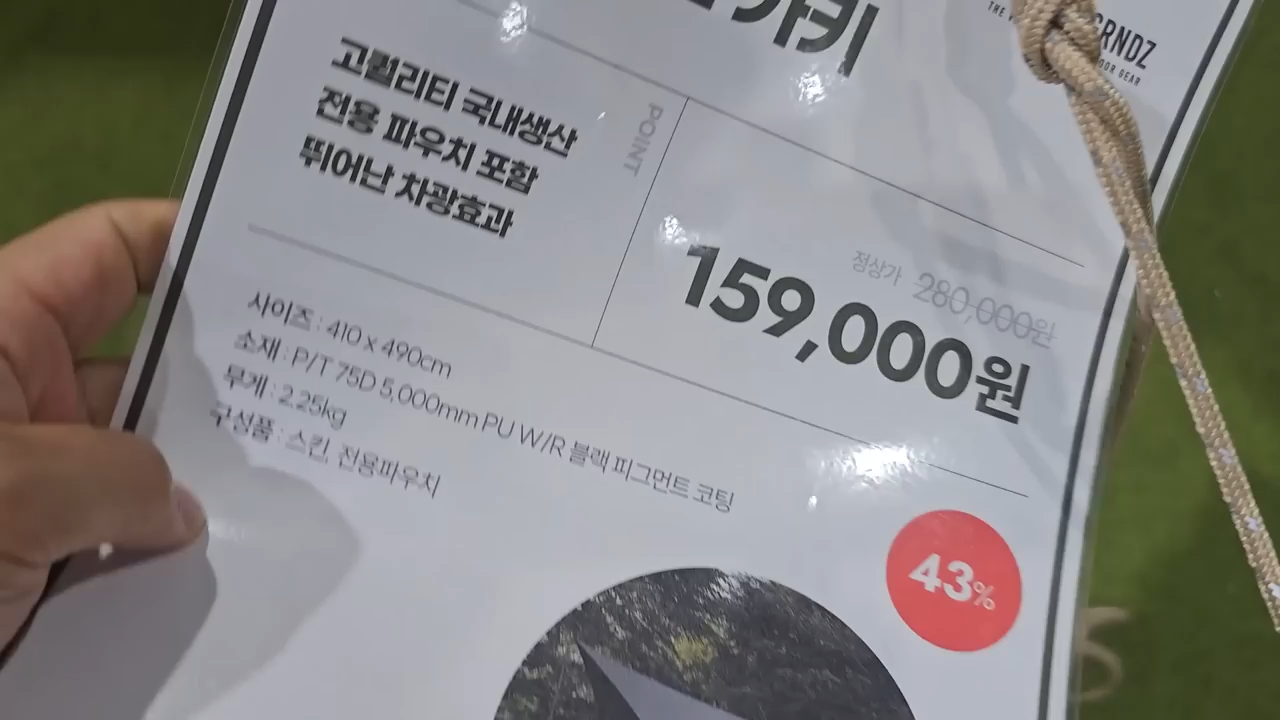 카키
GRNDZ
고퀄리티 국내생산
전용 파우치 포함
뛰어난 차광효과
POINT
정상가 280,000원
159,000원
사이즈 : 410 x 490cm
소재 : P/T 75D 5,000mm PU W/R 블랙 피그먼트 코팅
무게 : 2.25kg
구성품 : 스킨, 전용파우치
43%